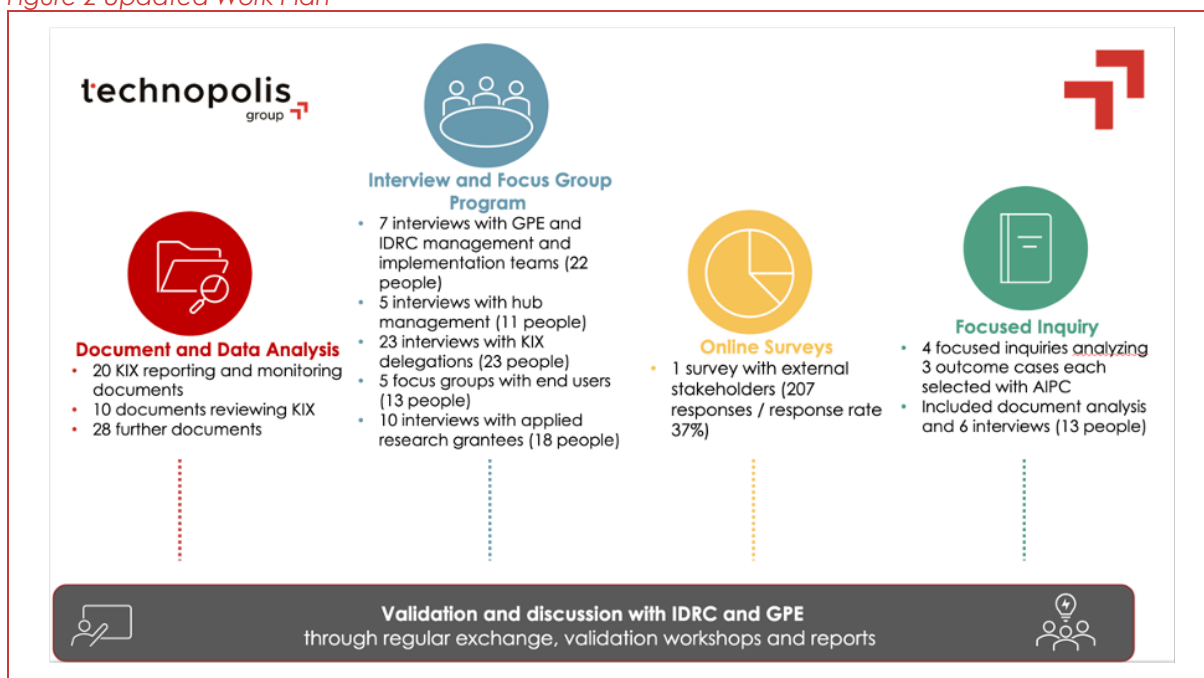 Figure 2 Updated Work Plan
technopolis
group
Interview and Focus Group
Program
• 7 interviews with GPE and
IDRC management and
implementation teams (22
people)
• 5 interviews with hub
management (11 people)
• 23 interviews with KIX
delegations (23 people)
• 5 focus groups with end users
(13 people)
• 10 interviews with applied
research grantees (18 people)
Document and Data Analysis
• 20 KIX reporting and monitoring
documents
• 10 documents reviewing KIX
• 28 further documents
Online Surveys
• 1 survey with external
stakeholders (207
responses / response rate
37%)
Focused Inquiry
• 4 focused inquiries analyzing
3 outcome cases each
selected with AIPC
• Included document analysis
and 6 interviews (13 people)
Validation and discussion with IDRC and GPE
through regular exchange, validation workshops and reports